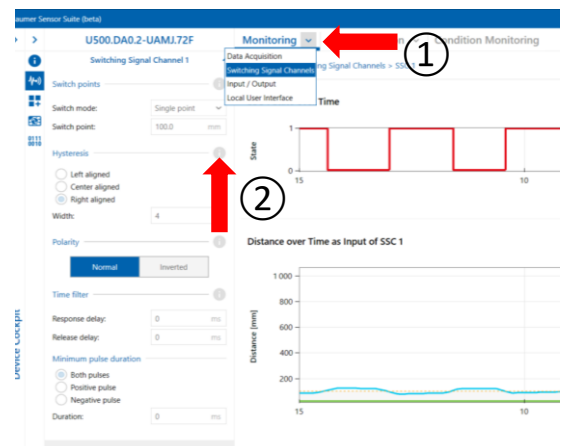 aumer Sensor Suite (beta)
U500.DA0.2-UAMJ.72F
Monitoring
Condition Monitoring
1
Switching Signal Channel 1
Data Acquisition
Switching Signal Channels
Input / Output
Local User Interface
ng Signal Channels > SSC 1
Switch points
Switch mode: Single point
Switch point: 100.0 mm
Hysteresis
Left aligned
Center aligned
Right aligned
Width: 4
2
Polarity
Normal Inverted
Time filter
Response delay: 0 ms
Release delay: 0 ms
Minimum pulse duration
Both pulses
Positive pulse
Negative pulse
Duration: 0 ms
Device Cockpit
0111
0010
Time
State
1
0
15 10
Distance over Time as Input of SSC 1
Distance [mm]
1 000
800
600
400
200
15 10